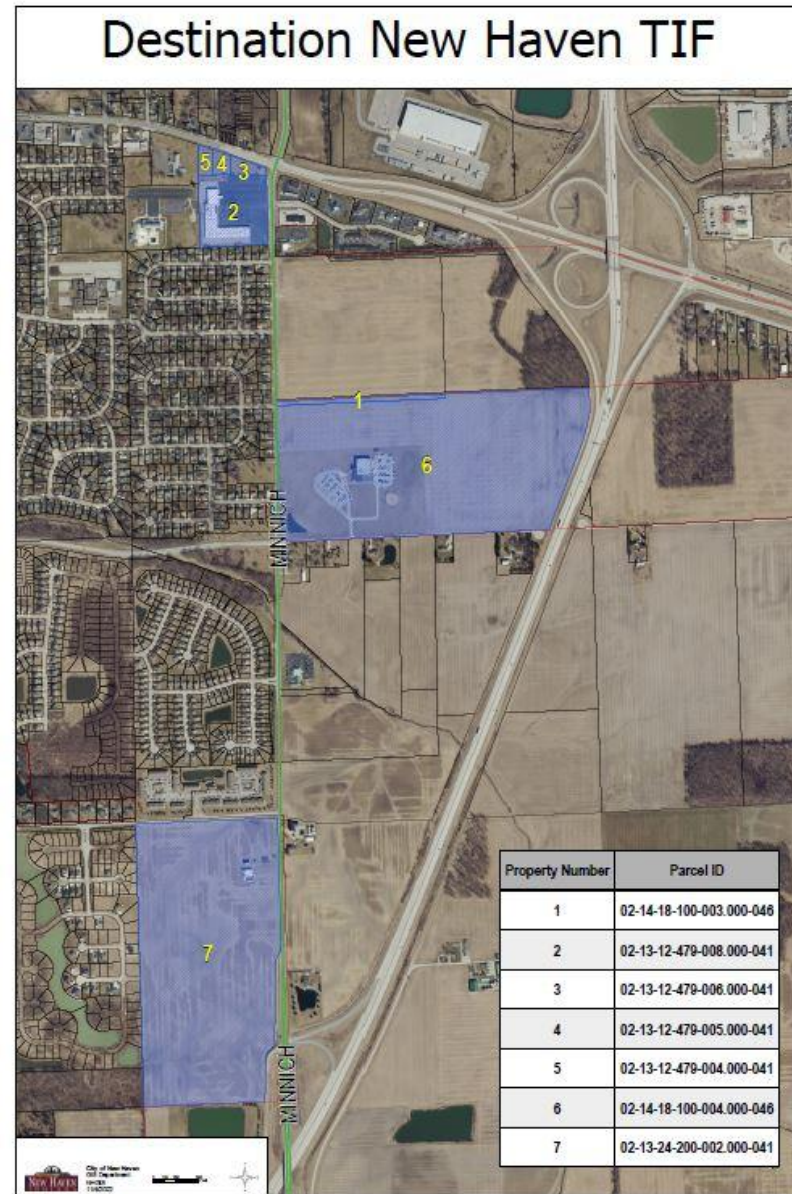 Destination New Haven TIF
5 4 3
2
1
6
MINNICH
7
MINNICH
Property Number Parcel ID
1 02-14-18-100-003.000-046
2 02-13-12-479-008.000-041
3 02-13-12-479-006.000-041
4 02-13-12-479-005.000-041
5 02-13-12-479-004.000-041
6 02-14-18-100-004.000-046
7 02-13-24-200-002.000-041
NEW HAVEN
City of New Haven
GIS Department